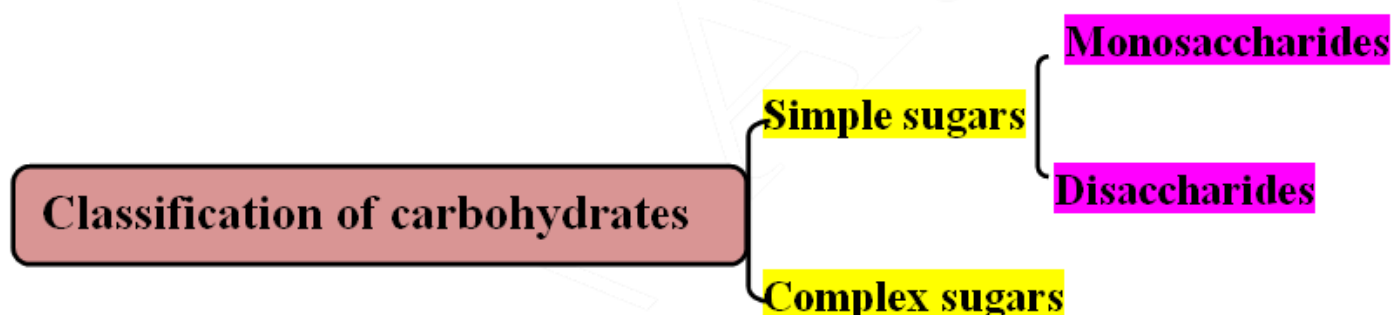 Monosaccharides
Simple sugars
Disaccharides
Classification of carbohydrates
Complex sugars